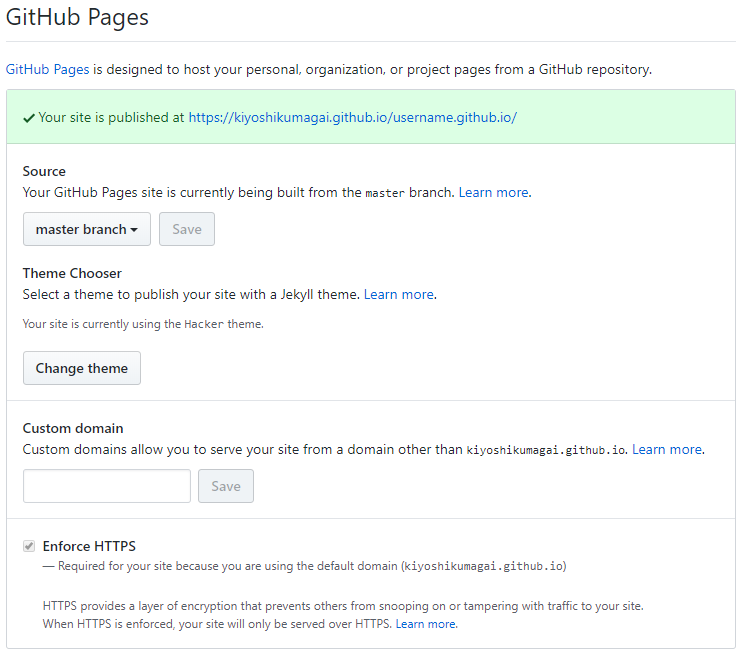 GitHub Pages
GitHub Pages is designed to host your personal, organization, or project pages from a GitHub repository.
Your site is published at https://kiyoshikumagai.github.io/username.github.io/
Source
Your GitHub Pages site is currently being built from the master branch. Learn more.
master branch Save
Theme Chooser
Select a theme to publish your site with a Jekyll theme. Learn more.
Your site is currently using the Hacker theme.
Change theme
Custom domain
Custom domains allow you to serve your site from a domain other than kiyoshikumagai.github.io. Learn more.
Save
Enforce HTTPS
— Required for your site because you are using the default domain (kiyoshikumagai.github.io)
HTTPS provides a layer of encryption that prevents others from snooping on or tampering with traffic to your site.
When HTTPS is enforced, your site will only be served over HTTPS. Learn more.